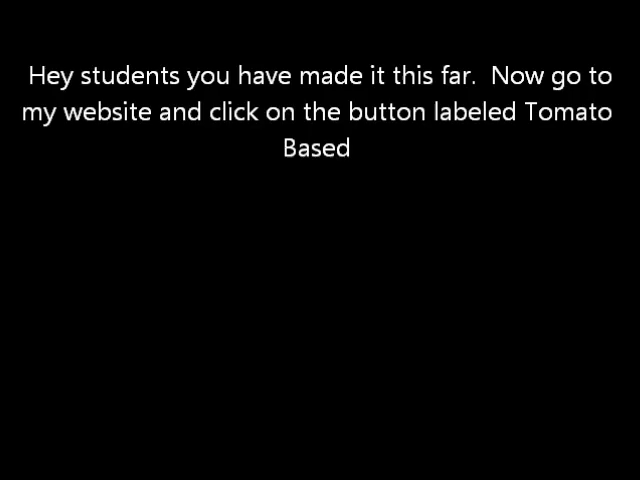 Hey students you have made it this far.  Now go to
my website and click on the button labeled Tomato
Based